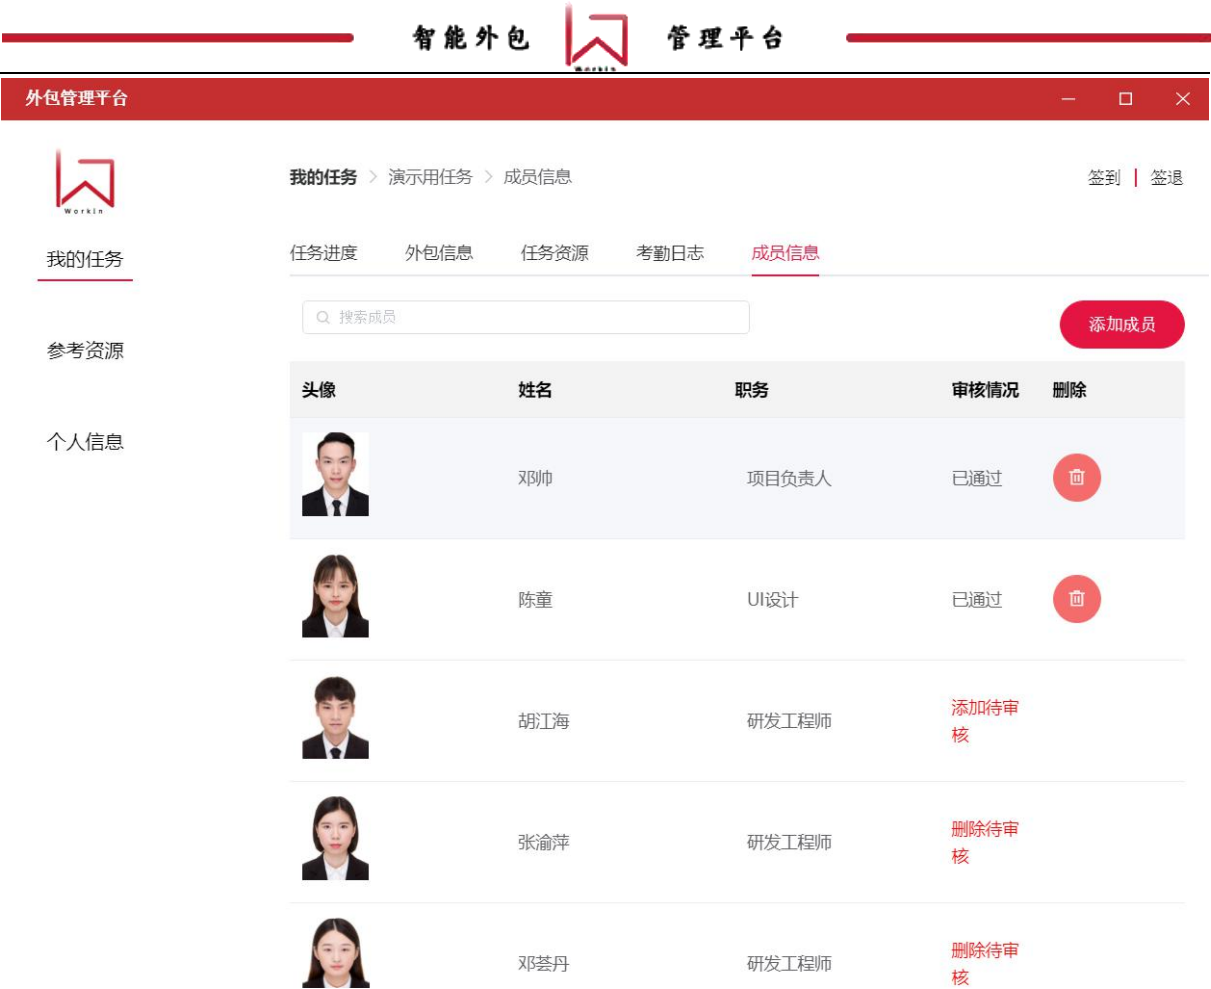 智能外包 WorkIn 管理平台
外包管理平台
WorkIn
我的任务 > 演示用任务 > 成员信息
签到 | 签退
我的任务
任务进度 外包信息 任务资源 考勤日志 成员信息
搜索成员
添加成员
参考资源
头像 姓名 职务 审核情况 删除
个人信息
邓帅 项目负责人 已通过
陈童 UI设计 已通过
胡江海 研发工程师 添加待审
核
张渝萍 研发工程师 删除待审
核
邓荟丹 研发工程师 删除待审
核